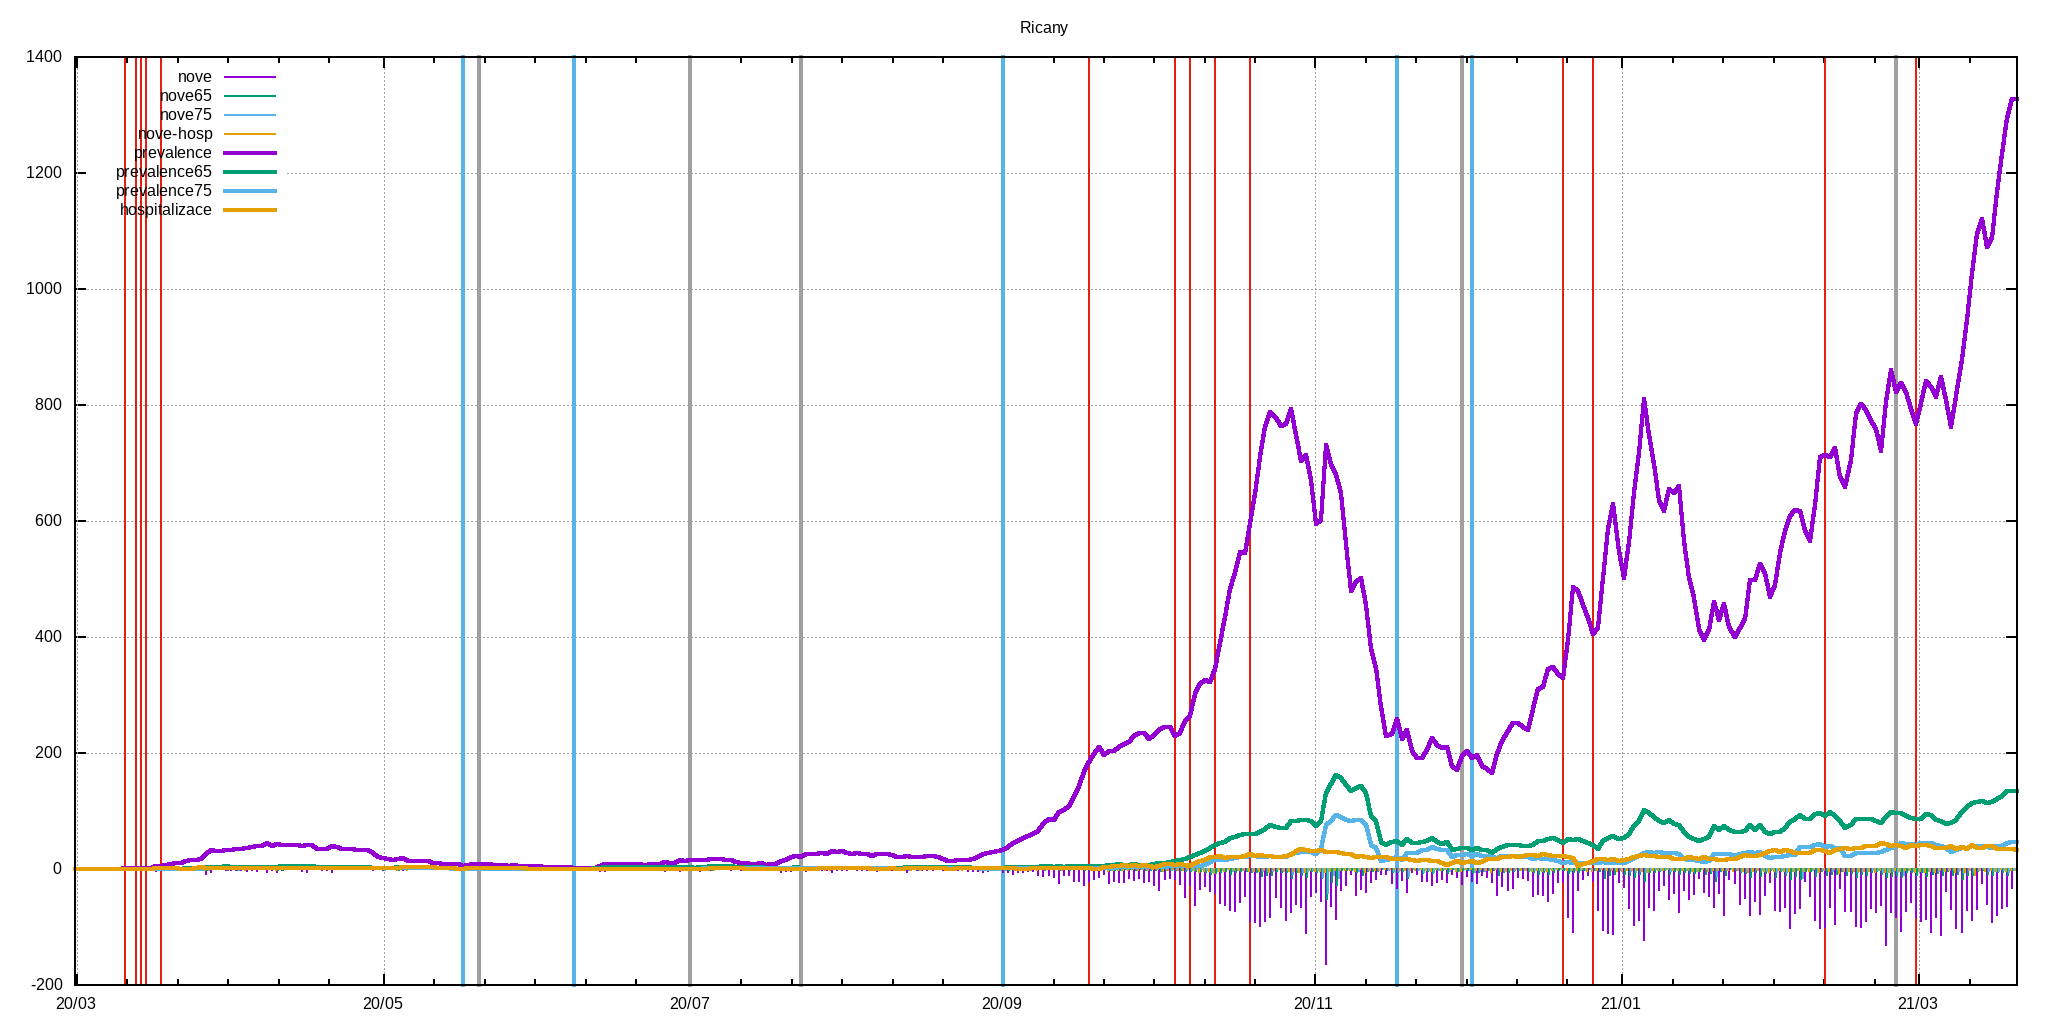 Ricany
1400
1200
1000
800
600
400
200
0
-200
nove
nove65
nove75
nove-hosp
prevalence
prevalence65
prevalence75
hospitalizace
20/03
20/05
20/07
20/09
20/11
21/01
21/03